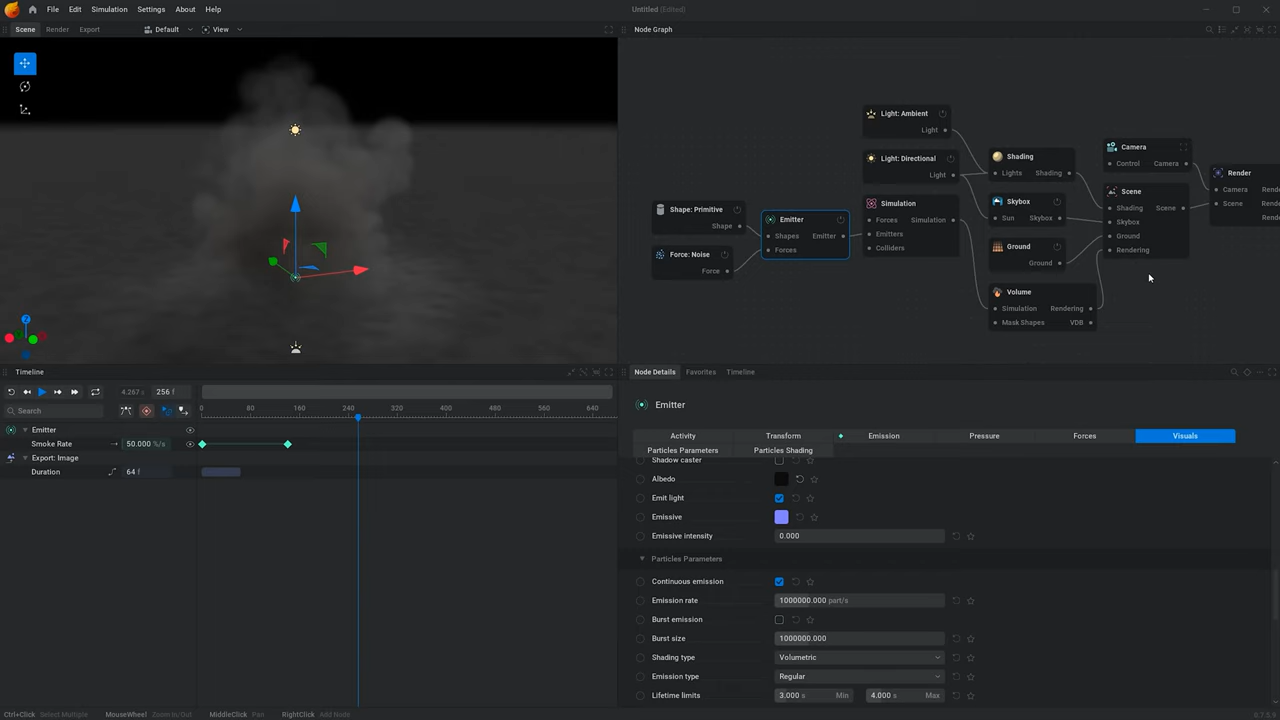 File Edit Simulation Settings About Help
Untitled (Edited)
Scene Render Export Default View
Node Graph
Light: Ambient
Light
Light: Directional
Light
Shape: Primitive
Shape
Force: Noise
Force
Emitter
Shapes Emitter
Forces
Simulation
Forces Simulation
Emitters
Colliders
Shading
Lights Shading
Skybox
Sun Skybox
Ground
Ground
Volume
Simulation Rendering
Mask Shapes VDB
Camera
Control Camera
Scene
Shading Scene
Skybox
Ground
Rendering
Render
Camera
Scene
Z
Timeline
4.267 s 256 f
0 80 160 240 320 400 480 560 640
Search
Emitter
Smoke Rate 50.000 %/s
Export: Image
Duration 64 f
Node Details Favorites Timeline
Emitter
Activity Transform Emission Pressure Forces Visuals
Particles Parameters Particles Shading
Shadow caster
Albedo
Emit light
Emissive
Emissive intensity 0.000
Particles Parameters
Continuous emission
Emission rate 1000000.000 part/s
Burst emission
Burst size 1000000.000
Shading type Volumetric
Emission type Regular
Lifetime limits 3.000 s Min 4.000 s Max
Ctrl+Click Select Multiple MouseWheel Zoom In/Out MiddleClick Pan RightClick Add Node